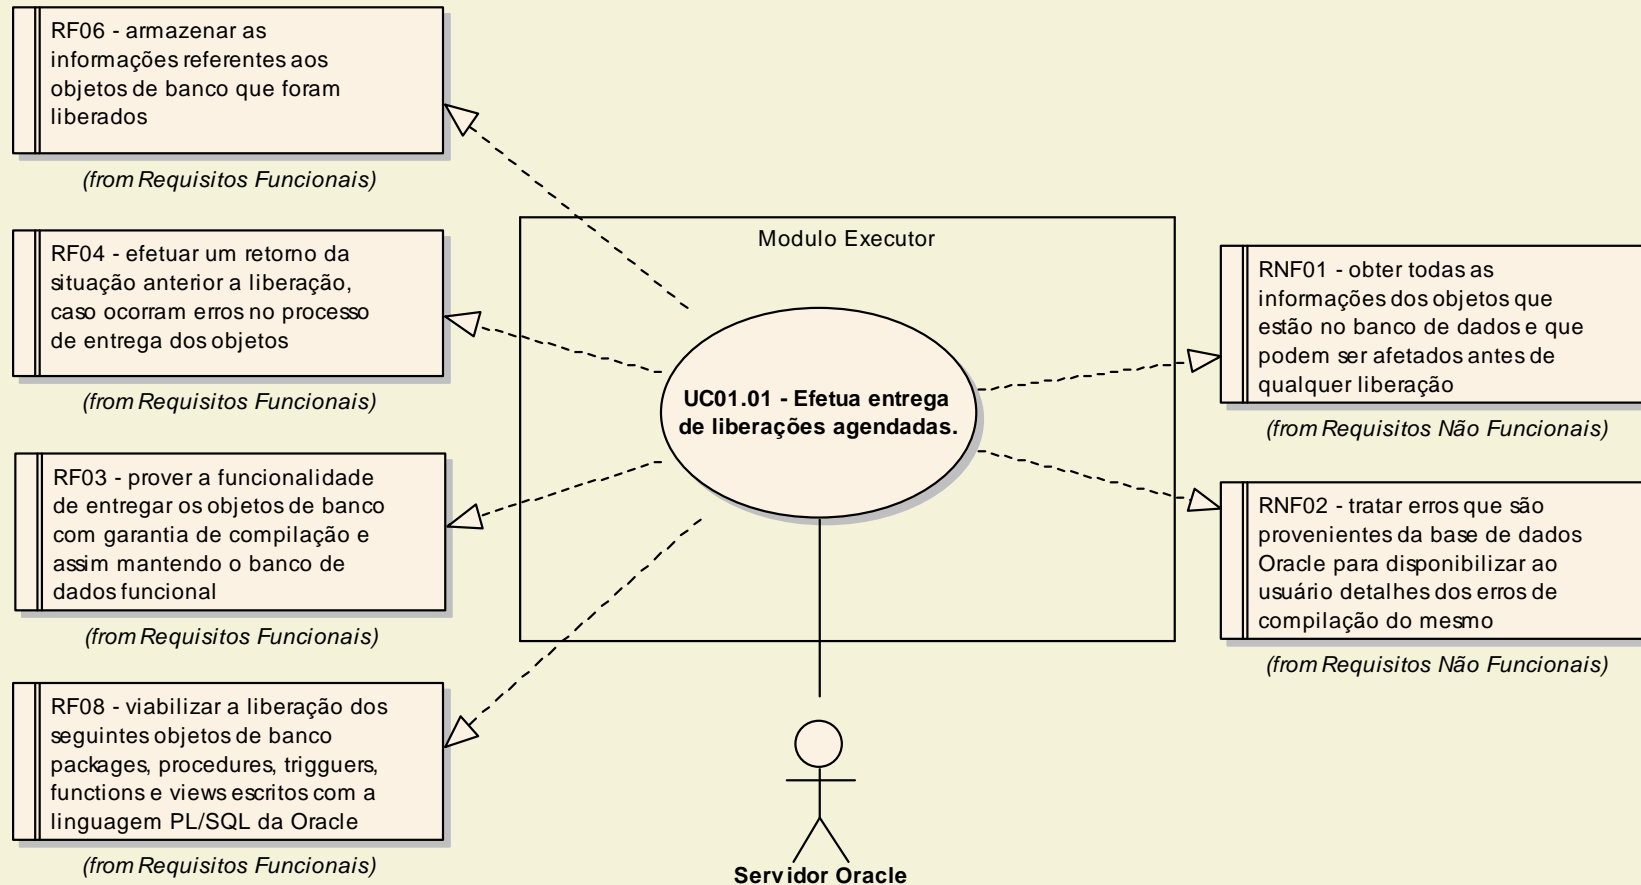 RF06 - armazenar as
informações referentes aos
objetos de banco que foram
liberados
(from Requisitos Funcionais)
RF04 - efetuar um retorno da
situação anterior a liberação,
caso ocorram erros no processo
de entrega dos objetos
(from Requisitos Funcionais)
RF03 - prover a funcionalidade
de entregar os objetos de banco
com garantia de compilação e
assim mantendo o banco de
dados funcional
(from Requisitos Funcionais)
RF08 - viabilizar a liberação dos
seguintes objetos de banco
packages, procedures, trigguers,
functions e views escritos com a
linguagem PL/SQL da Oracle
(from Requisitos Funcionais)
Modulo Executor
UC01.01 - Efetua entrega
de liberações agendadas.
Servidor Oracle
RNF01 - obter todas as
informações dos objetos que
estão no banco de dados e que
podem ser afetados antes de
qualquer liberação
(from Requisitos Não Funcionais)
RNF02 - tratar erros que são
provenientes da base de dados
Oracle para disponibilizar ao
usuário detalhes dos erros de
compilação do mesmo
(from Requisitos Não Funcionais)